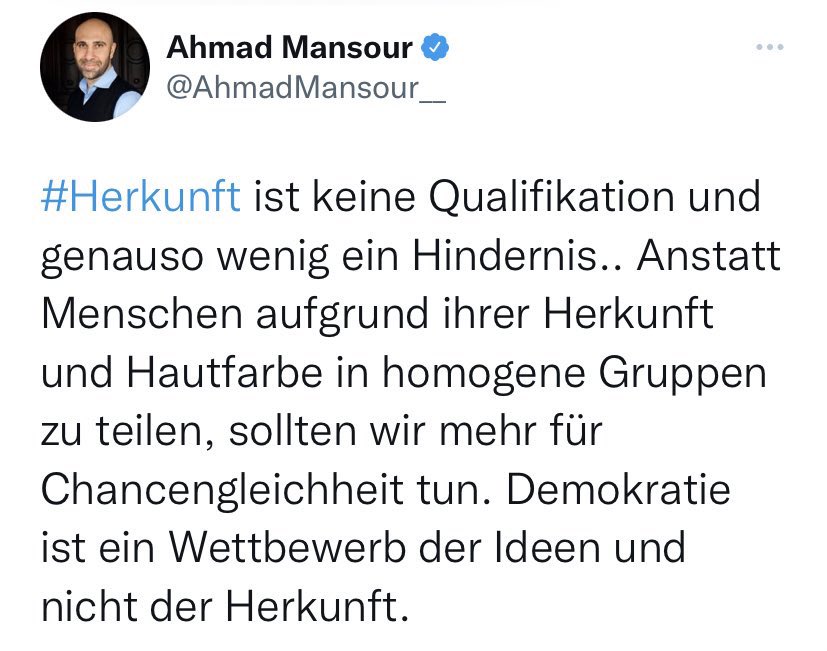 Ahmad Mansour
@AhmadMansour__
#Herkunft ist keine Qualifikation und
genauso wenig ein Hindernis.. Anstatt
Menschen aufgrund ihrer Herkunft
und Hautfarbe in homogene Gruppen
zu teilen, sollten wir mehr für
Chancengleichheit tun. Demokratie
ist ein Wettbewerb der Ideen und
nicht der Herkunft.